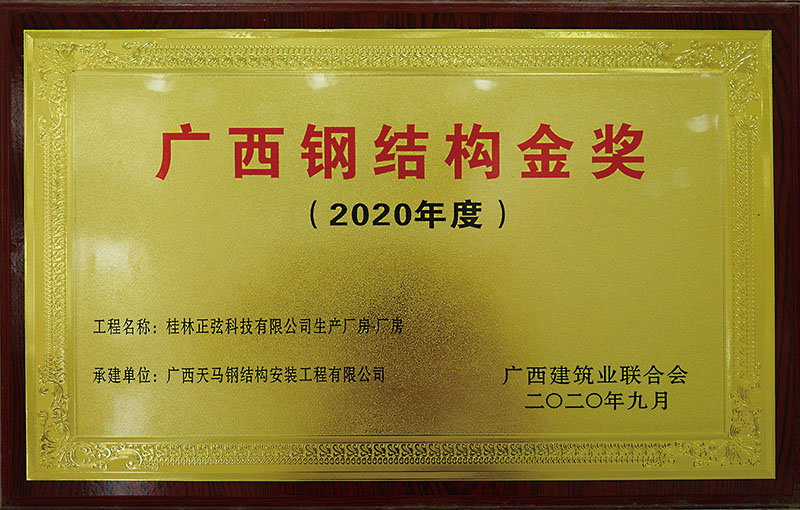 广西钢结构金奖
（2020年度）
工程名称：桂林正弦科技有限公司生产厂房-厂房
承建单位：广西天马钢结构安装工程有限公司
广西建筑业联合会
二〇二〇年九月